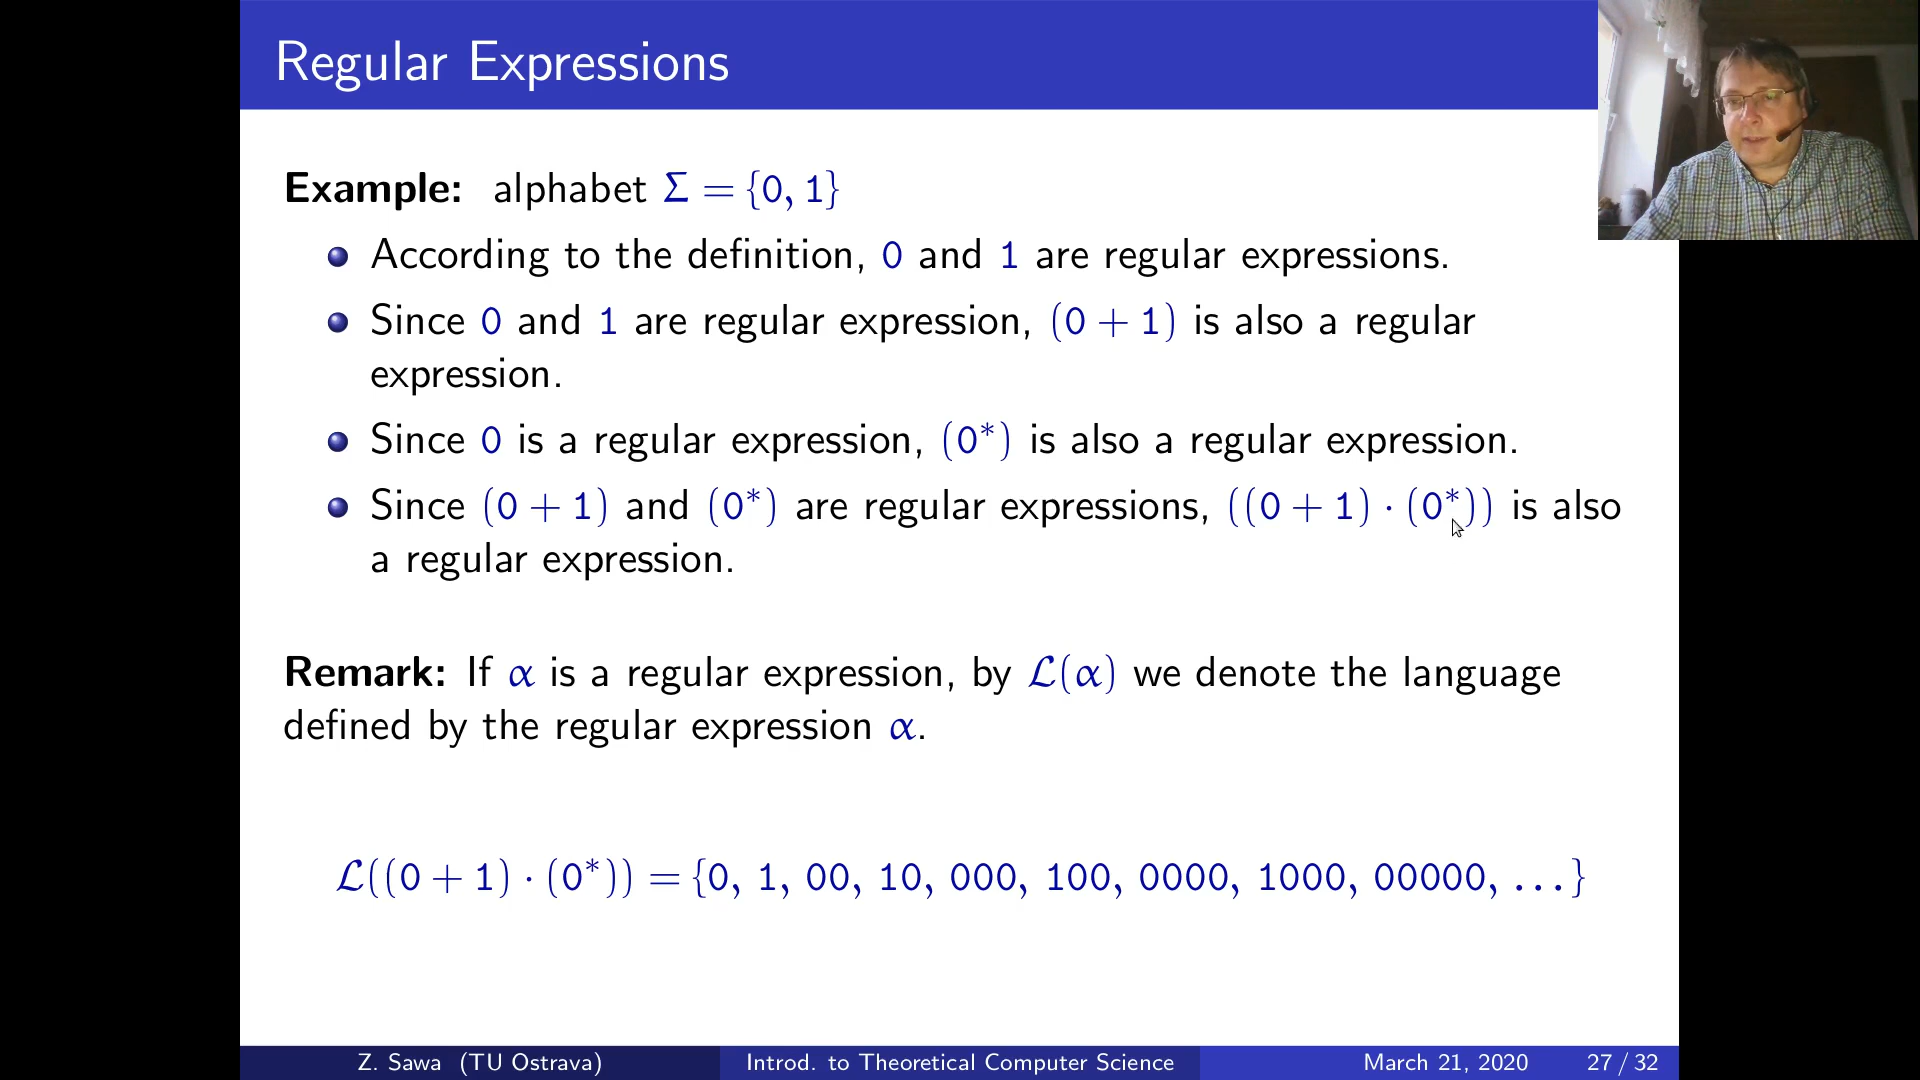 Regular Expressions
Example: alphabet Σ = {0, 1}
According to the definition, 0 and 1 are regular expressions.
Since 0 and 1 are regular expression, (0 + 1) is also a regular
expression.
Since 0 is a regular expression, (0*) is also a regular expression.
Since (0 + 1) and (0*) are regular expressions, ((0 + 1) · (0*)) is also
a regular expression.
Remark: If α is a regular expression, by ℒ(α) we denote the language
defined by the regular expression α.
ℒ((0 + 1) · (0*)) = {0, 1, 00, 10, 000, 100, 0000, 1000, 00000, ...}
Z. Sawa (TU Ostrava) Introd. to Theoretical Computer Science March 21, 2020 27 / 32